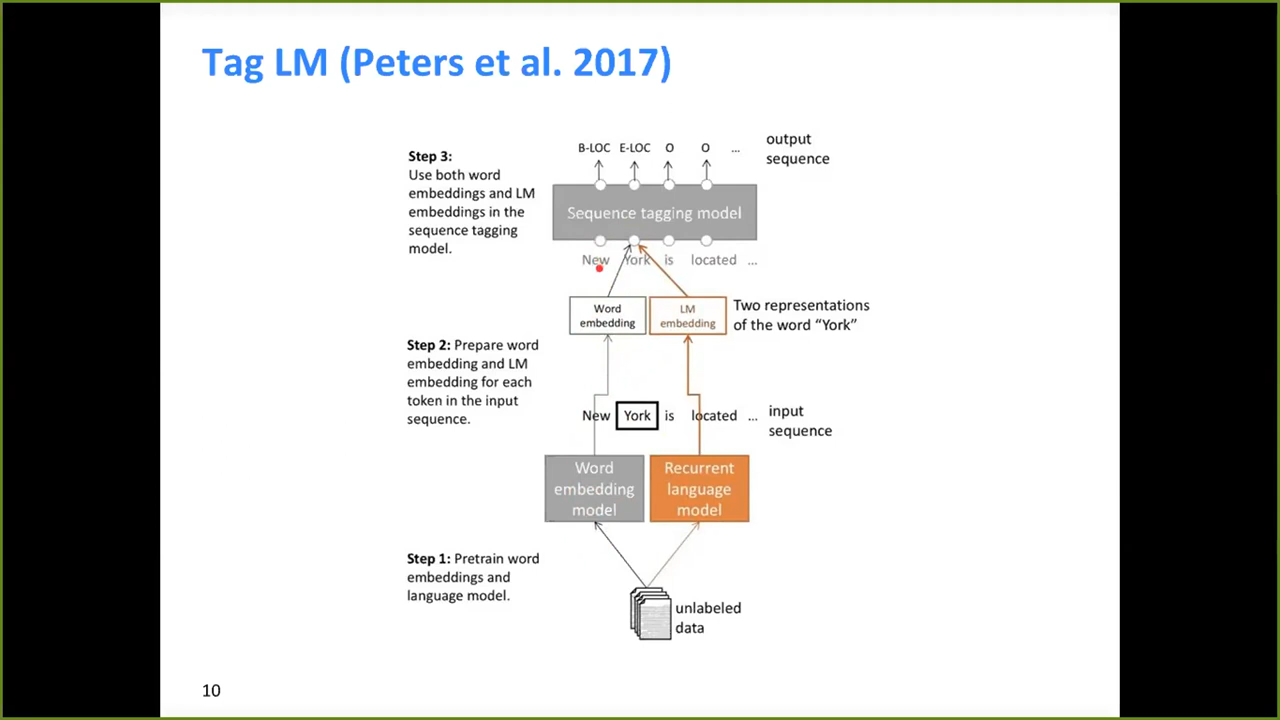 Tag LM (Peters et al. 2017)
B-LOC E-LOC O O ...
output
sequence
Step 3:
Use both word
embeddings and LM
embeddings in the
sequence tagging
model.
Sequence tagging model
New York is located ...
Word
embedding
LM
embedding
Two representations
of the word “York”
Step 2: Prepare word
embedding and LM
embedding for each
token in the input
sequence.
New York is located ...
input
sequence
Word
embedding
model
Recurrent
language
model
Step 1: Pretrain word
embeddings and
language model.
unlabeled
data
10